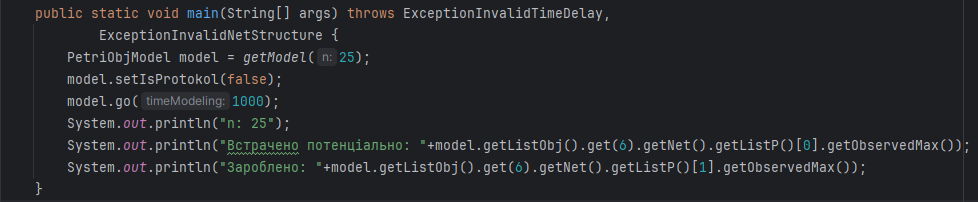 public static void main(String[] args) throws ExceptionInvalidTimeDelay,
ExceptionInvalidNetStructure {
PetriObjModel model = getModel( n: 25);
model.setIsProtokol(false);
model.go( timeModeling: 1000);
System.out.println("n: 25");
System.out.println("Встрачено потенціально: "+model.getListObj().get(6).getNet().getListP()[0].getObservedMax());
System.out.println("Зароблено: "+model.getListObj().get(6).getNet().getListP()[1].getObservedMax());
}